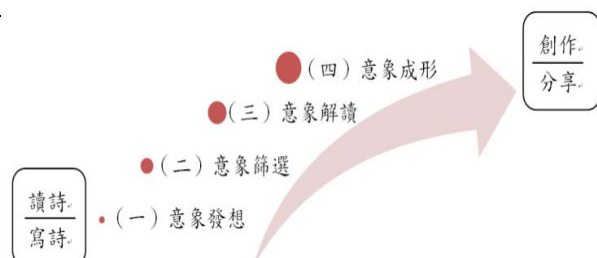 創作
分享
(四)意象成形
(三)意象解讀
(二)意象篩選
讀詩
寫詩
(一)意象發想